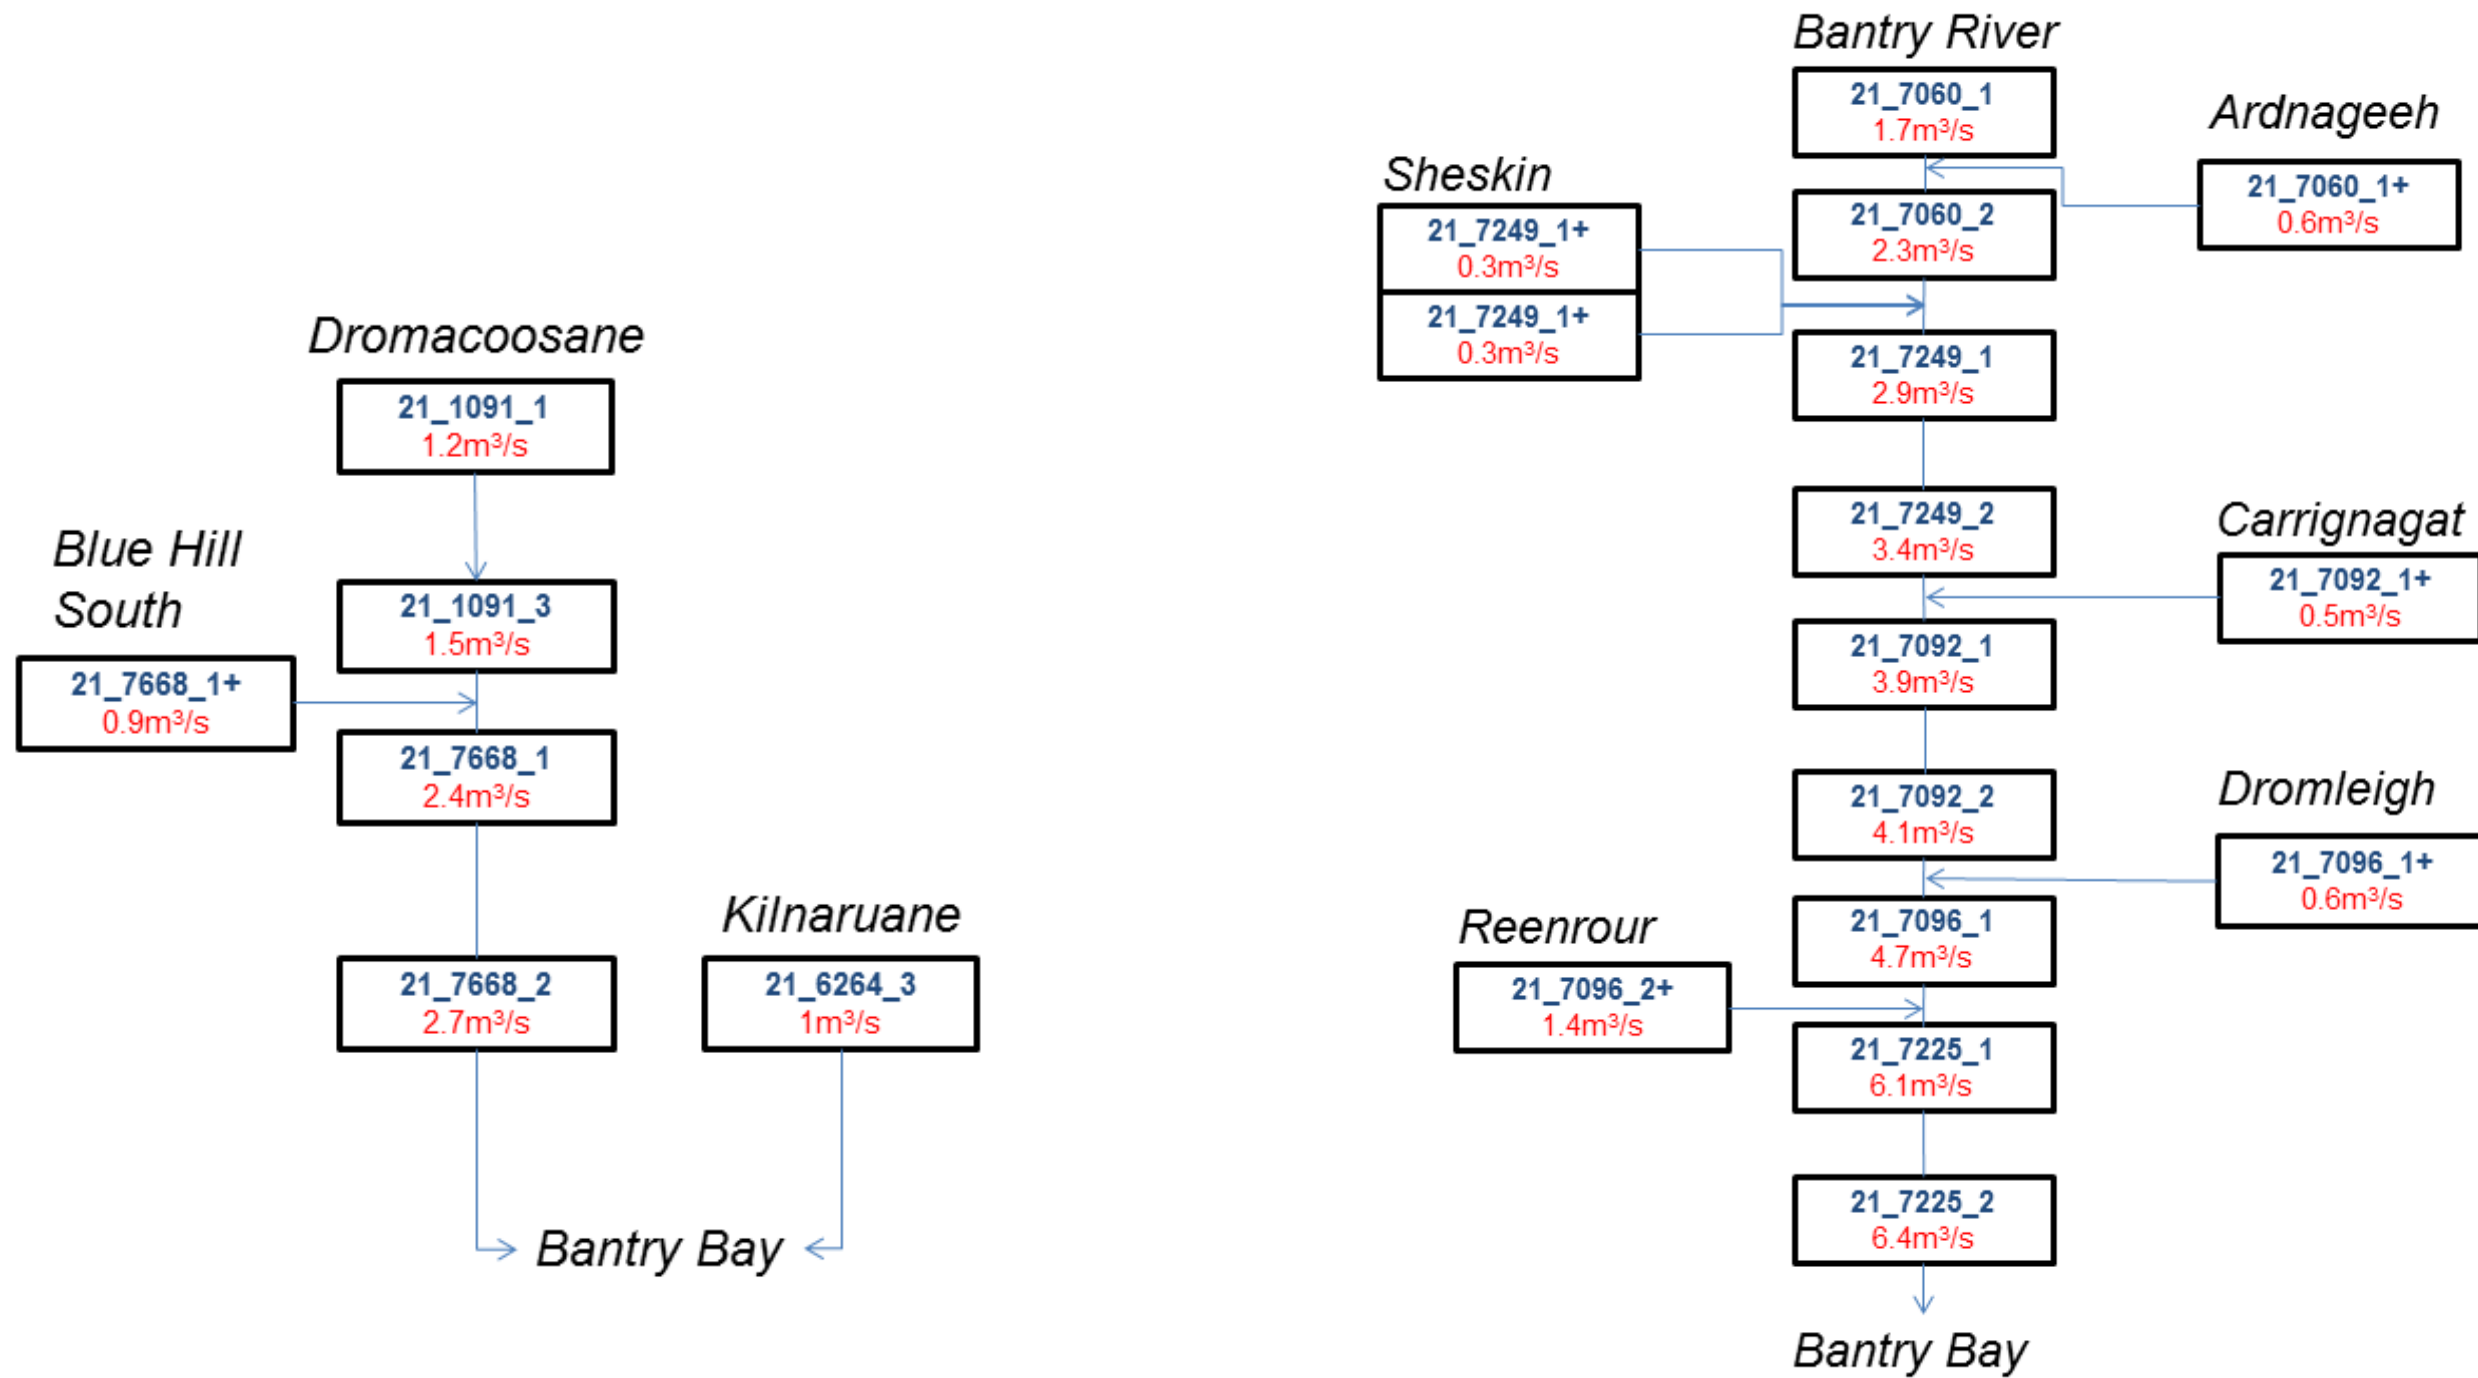 Dromacoosane
21_1091_1
1.2m³/s
Blue Hill
South
21_1091_3
1.5m³/s
21_7668_1+
0.9m³/s
21_7668_1
2.4m³/s
Kilnaruane
21_7668_2
2.7m³/s
21_6264_3
1m³/s
Bantry Bay
Bantry River
21_7060_1
1.7m³/s
Ardnageeh
21_7060_1+
0.6m³/s
Sheskin
21_7249_1+
0.3m³/s
21_7249_1+
0.3m³/s
21_7060_2
2.3m³/s
21_7249_1
2.9m³/s
21_7249_2
3.4m³/s
Carrignagat
21_7092_1+
0.5m³/s
21_7092_1
3.9m³/s
21_7092_2
4.1m³/s
Dromleigh
21_7096_1+
0.6m³/s
21_7096_1
4.7m³/s
Reenrour
21_7096_2+
1.4m³/s
21_7225_1
6.1m³/s
21_7225_2
6.4m³/s
Bantry Bay